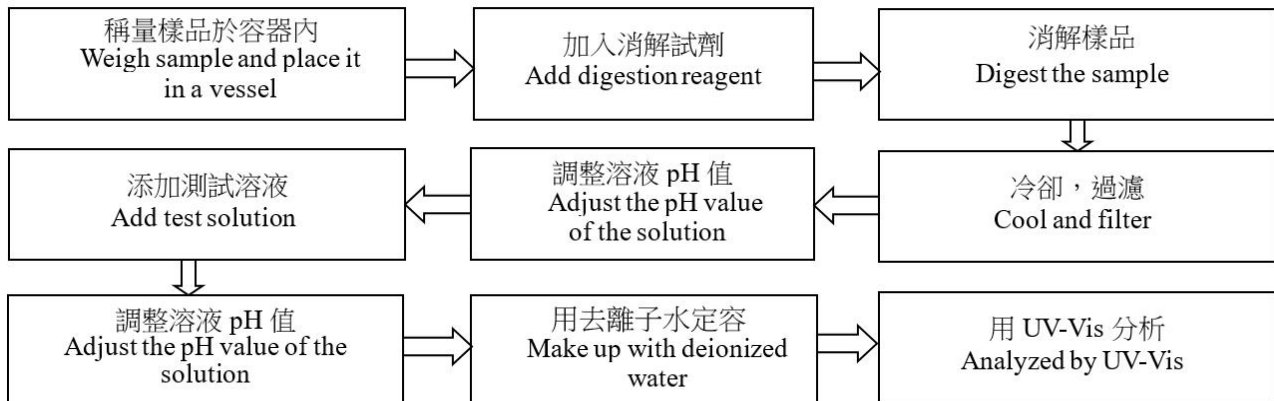 稱量樣品於容器內
Weigh sample and place it
in a vessel
加入消解試劑
Add digestion reagent
消解樣品
Digest the sample
冷卻，過濾
Cool and filter
調整溶液 pH 值
Adjust the pH value
of the solution
添加測試溶液
Add test solution
調整溶液 pH 值
Adjust the pH value of the
solution
用去離子水定容
Make up with deionized
water
用 UV-Vis 分析
Analyzed by UV-Vis